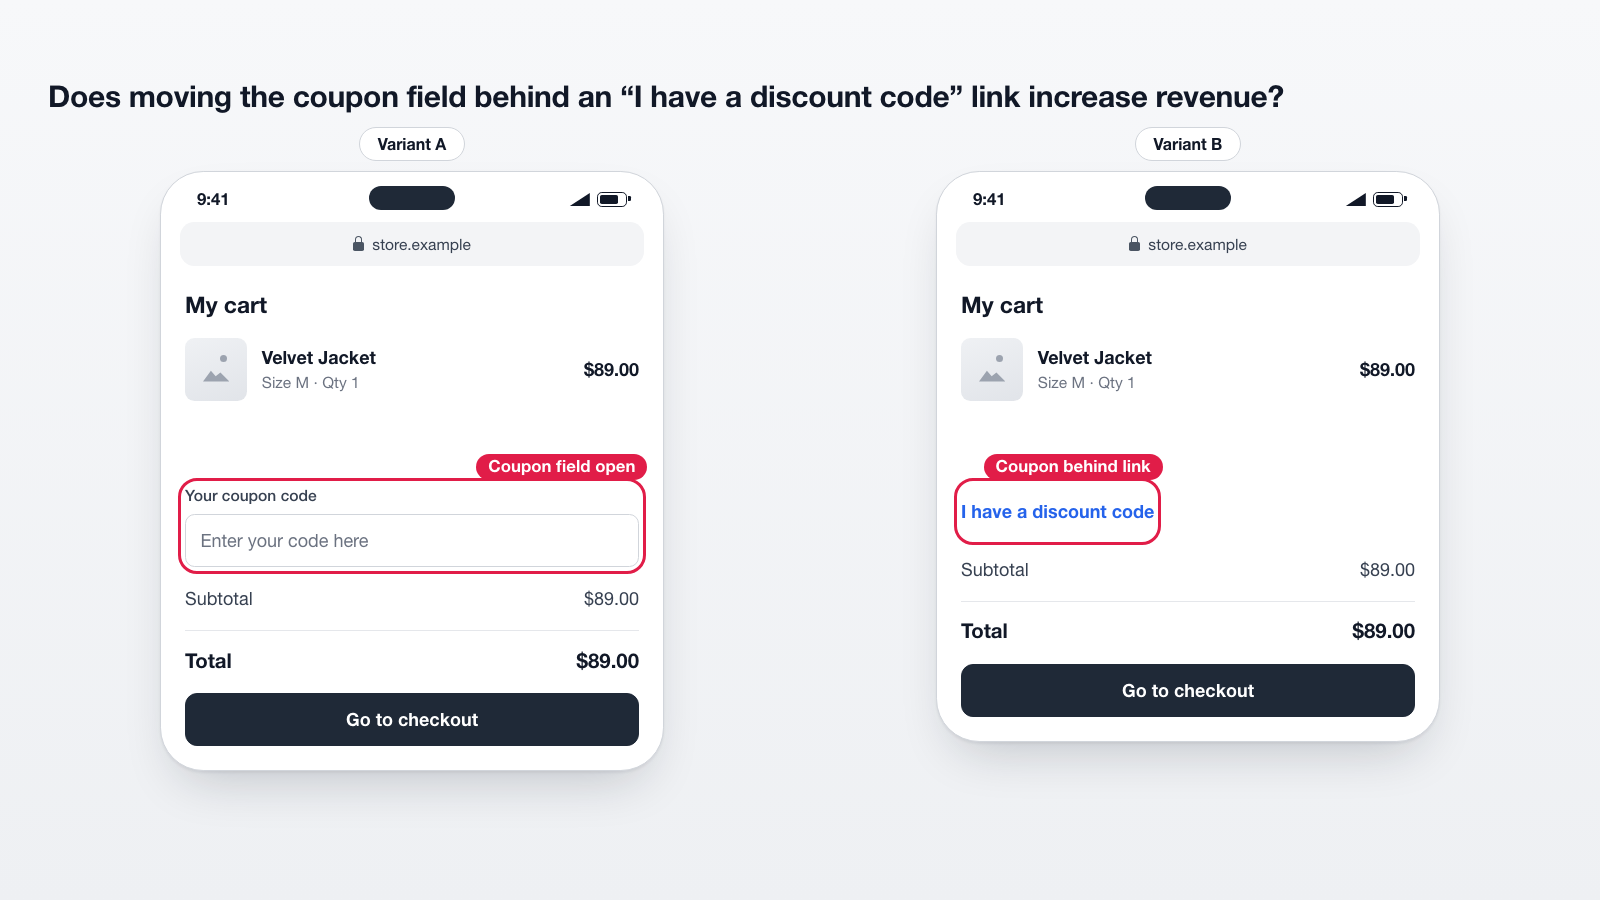 Does moving the coupon field behind an “I have a discount code” link increase revenue?
Variant A
9:41
store.example
My cart
Velvet Jacket
Size M · Qty 1
$89.00
Coupon field open
Your coupon code
Enter your code here
Subtotal $89.00
Total $89.00
Go to checkout
Variant B
9:41
store.example
My cart
Velvet Jacket
Size M · Qty 1
$89.00
Coupon behind link
I have a discount code
Subtotal $89.00
Total $89.00
Go to checkout